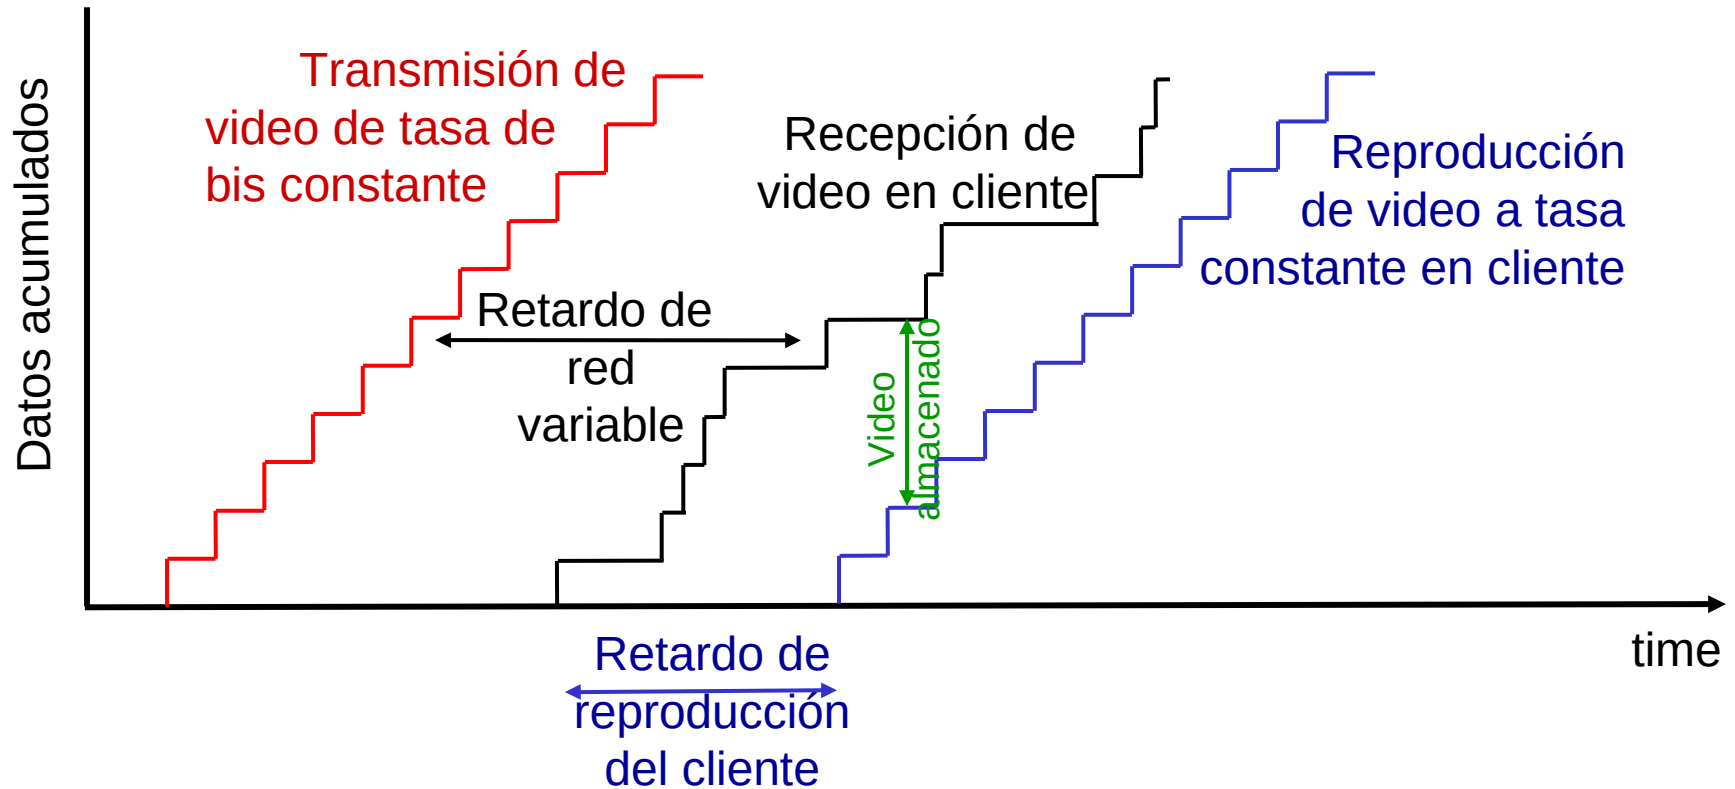 Datos acumulados
Transmisión de
video de tasa de
bis constante
Retardo de
red
variable
Recepción de
video en cliente
Video
almacenado
Reproducción
de video a tasa
constante en cliente
time
Retardo de
reproducción
del cliente